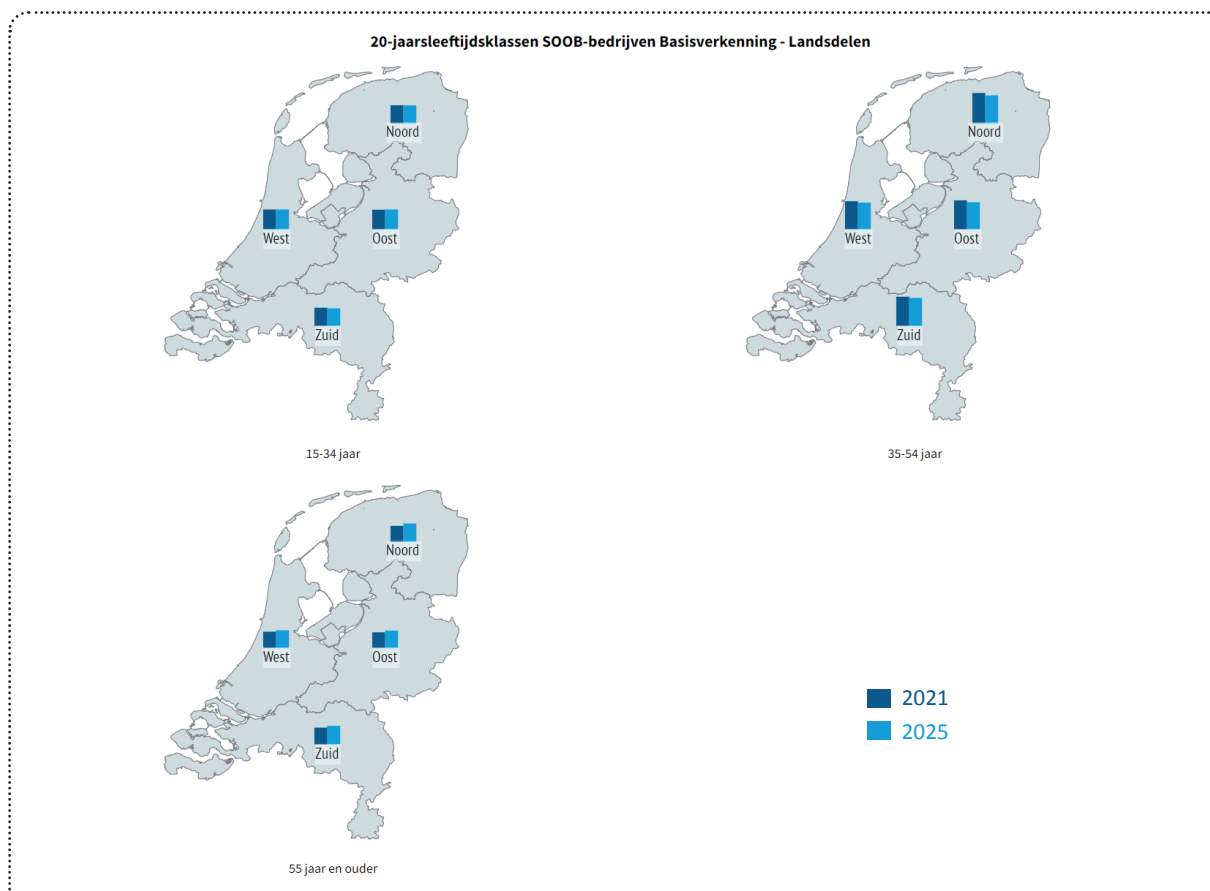 20-jaarsleeftijdsklassen SOOB-bedrijven Basisverkenning - Landsdelen
Noord
West
Oost
Zuid
15-34 jaar
Noord
West
Oost
Zuid
35-54 jaar
Noord
West
Oost
Zuid
55 jaar en ouder
2021
2025